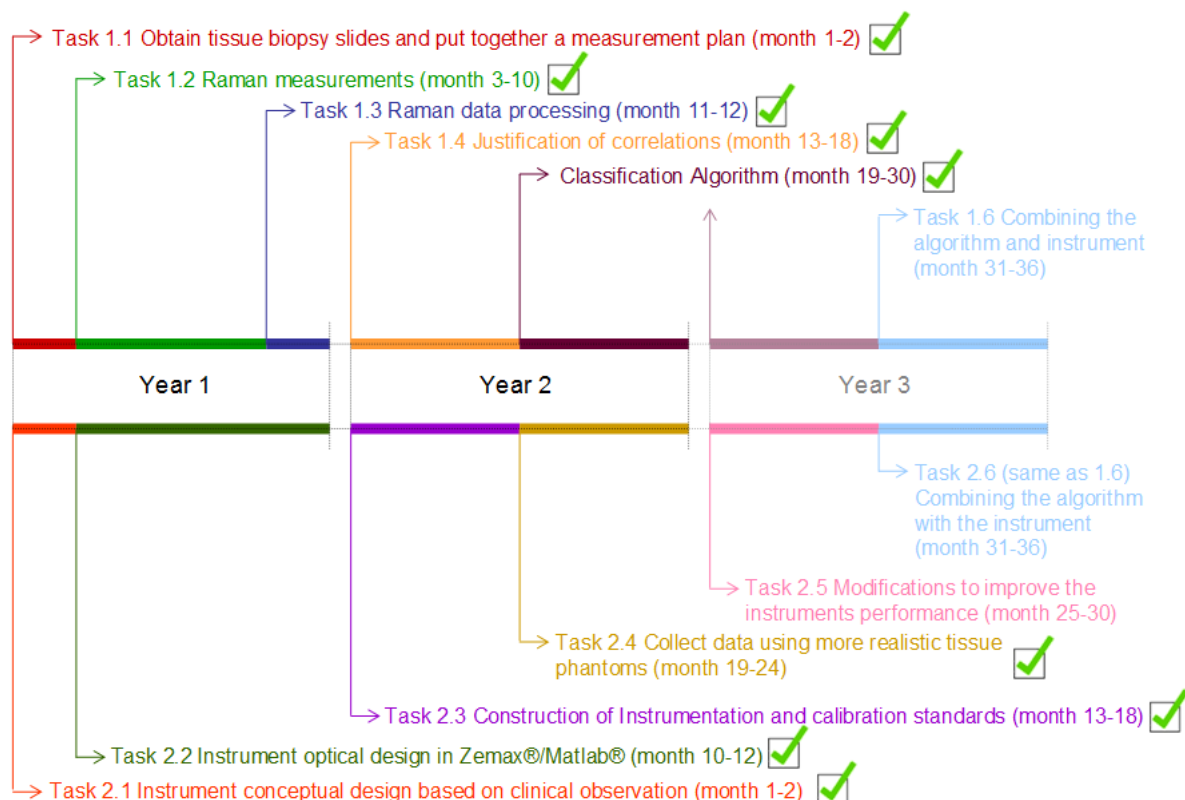 Task 1.1 Obtain tissue biopsy slides and put together a measurement plan (month 1-2)
Task 1.2 Raman measurements (month 3-10)
Task 1.3 Raman data processing (month 11-12)
Task 1.4 Justification of correlations (month 13-18)
Classification Algorithm (month 19-30)
Task 1.6 Combining the
algorithm and instrument
(month 31-36)
Year 1
Year 2
Year 3
Task 2.6 (same as 1.6)
Combining the algorithm
with the instrument
(month 31-36)
Task 2.5 Modifications to improve the
instruments performance (month 25-30)
Task 2.4 Collect data using more realistic tissue
phantoms (month 19-24)
Task 2.3 Construction of Instrumentation and calibration standards (month 13-18)
Task 2.2 Instrument optical design in Zemax®/Matlab® (month 10-12)
Task 2.1 Instrument conceptual design based on clinical observation (month 1-2)